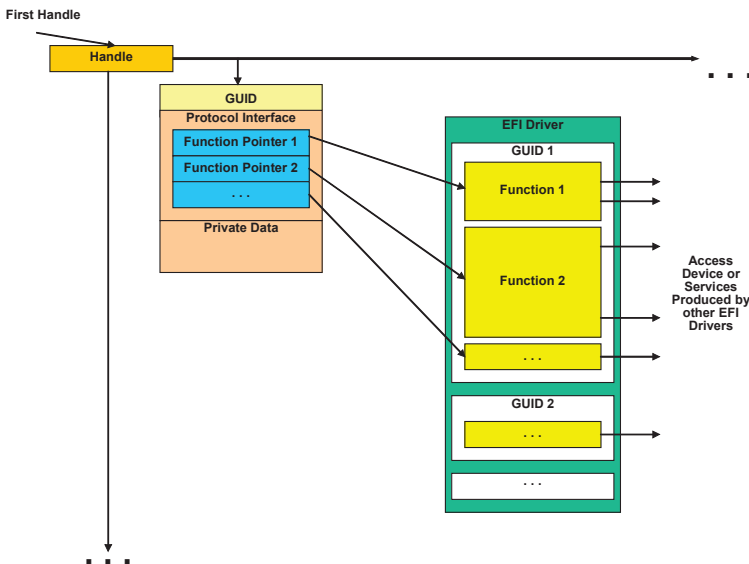 First Handle
Handle
. . .
GUID
Protocol Interface
Function Pointer 1
Function Pointer 2
. . .
Private Data
EFI Driver
GUID 1
Function 1
Function 2
. . .
GUID 2
. . .
. . .
Access
Device or
Services
Produced by
other EFI
Drivers
. . .